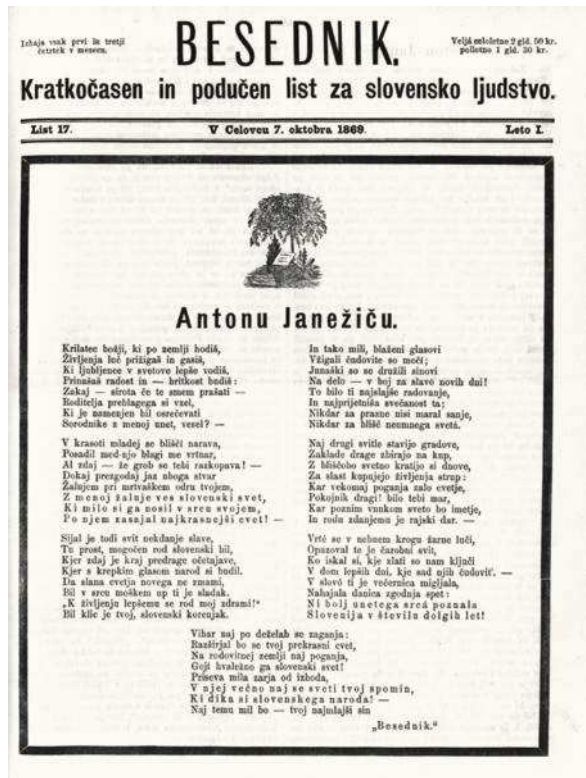 Izhaja vsak prvi in tretji
četrtek v mesecu.
BESEDNIK.
Veljá celoletno 2 gld. 50 kr.
polletno 1 gld. 30 kr.
Kratkočasen in podučen list za slovensko ljudstvo.
List 17.
V Celovcu 7. oktobra 1869.
Leto I.
Antonu Janežiču.
Krilatec božji, ki po zemlji hodiš,
Življenja luč prižigaš in gasiš,
Ki ljubljence v svetove lepše vodiš,
Prinašaš radost in — britkost budiš:
Zakaj — sirota če te smem prašati —
Reditelja preblagega si vzel,
Ki je namenjen bil osrečevati
Sorodnike z menoj unet, vesel? —
V krasoti mladej se blišči narava,
Posadil med-njo blagi me vrtnar,
Al zdaj — že grob se tebi razkopava! —
Dokaj prezgodaj jaz uboga stvar
Žalujem pri mrtvaškem odru tvojem,
Z menoj žaluje ves slovenski svet,
Ki milo si ga nosil v srcu svojem,
Po njem zasajal najkrasnejši cvet! —
Sijal je todi svit nekdanje slave,
Tu prost, mogočen rod slovenski bil,
Kjer zdaj je kraj predrage očetnjave,
Kjer s krepkim glasom narod si budil.
Da slana cvetja novega ne zmami,
Bil v srcu moškem up ti je sladak.
„K življenju lepšemu se rod moj zdrami!“
Bil klic je tvoj, slovenski korenjak.
In tako mili, blaženi glasovi
Vžigali čudovite so moči;
Junaški so se družili sinovi
Na delo — v boj za slavo novih dni!
To bilo ti najslajše radovanje,
In najprijetniša svečanost ta;
Nikdar za prazne nisi maral sanje,
Nikdar za blišč neumnega svetá.
Naj drugi svitle stavijo gradove,
Zaklade drage zbirajo na kup,
Z bliščobo svetno kratijo si dnove,
Za slast kupujejo življenja strup:
Kar vekomaj poganja zalo cvetje,
Pokojnik dragi! bilo tebi mar,
Kar poznim vnukom sveto bo imetje,
In rodu zdanjemu je rajski dar. —
Vrté se v nebnem krogu žarne luči,
Opazoval te je čarobni svit,
Ko iskal si, kje zlati so nam ključi
V dom lepših dni, kje sad njih čudovit. —
V slovó ti je večernica migljala,
Nahajala danica zgodnja spet:
Ni bolj unetega srcá poznala
Slovenija v številu dolgih let!
Vihar naj po deželah se zaganja:
Razširjal bo se tvoj prekrasni cvet,
Na rodovitnej zemlji naj poganja,
Goji hvaležno ga slovenski svet!
Priseva mila zarja od izhoda,
V njej večno naj se sveti tvoj spomin,
Ki dika si slovenskega naroda! —
Naj temu mil bo — tvoj najmlajši sin
„Besednik.“